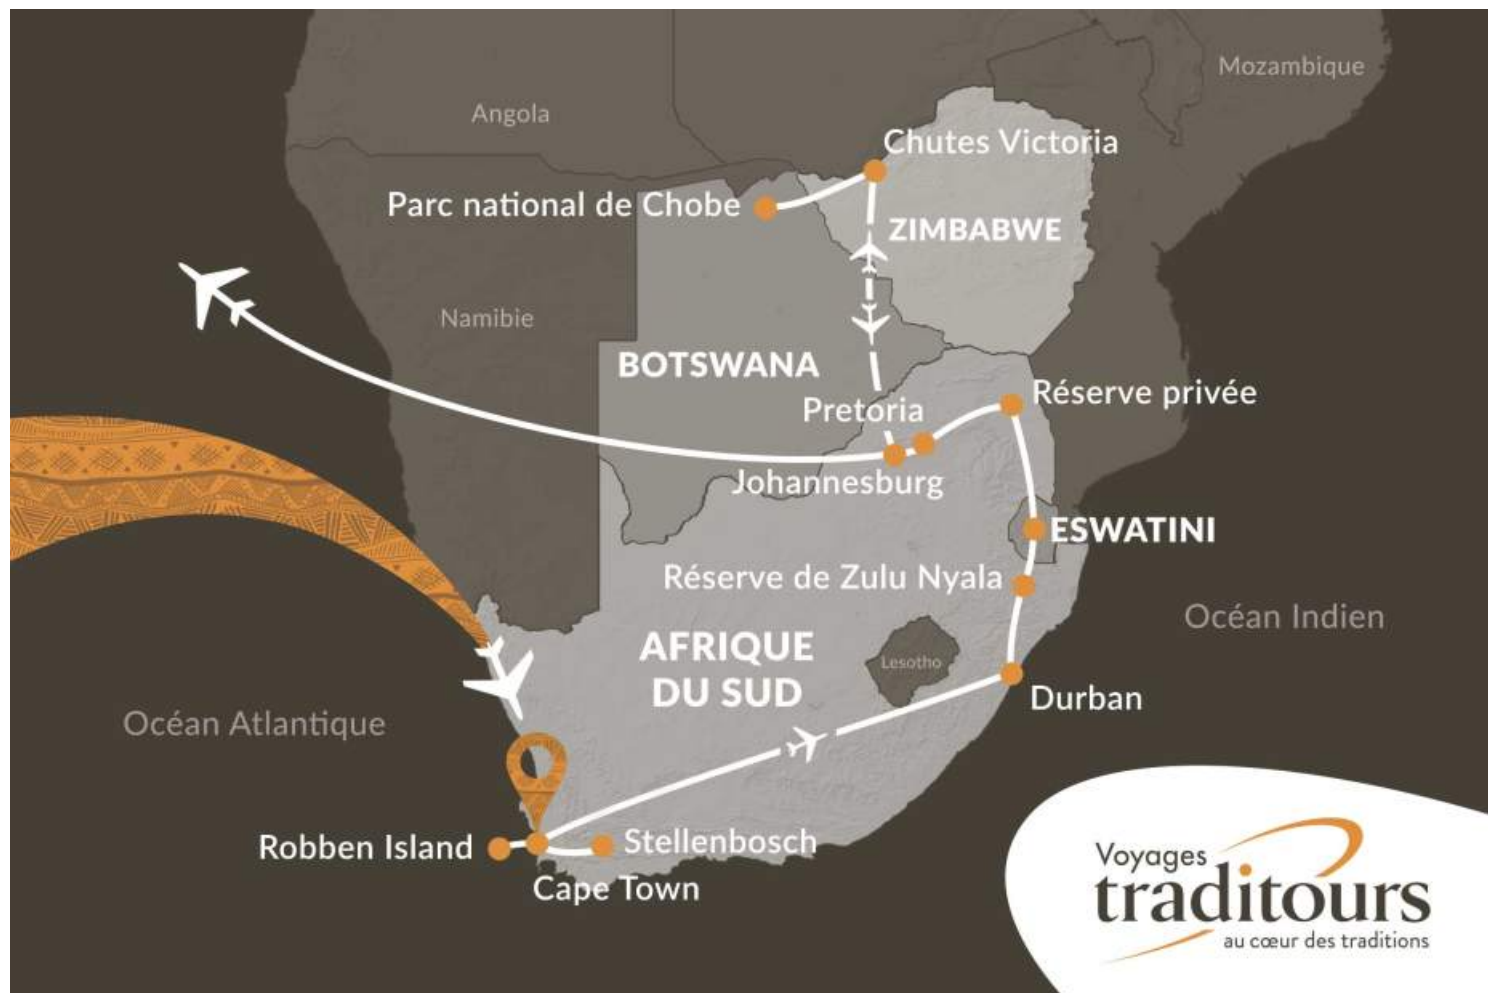 Mozambique
Angola
Chutes Victoria
Parc national de Chobe
ZIMBABWE
Namibie
BOTSWANA
Réserve privée
Pretoria
Johannesburg
ESWATINI
Réserve de Zulu Nyala
Océan Indien
AFRIQUE
DU SUD
Lesotho
Durban
Océan Atlantique
Robben Island
Stellenbosch
Cape Town
Voyages
traditours
au cœur des traditions